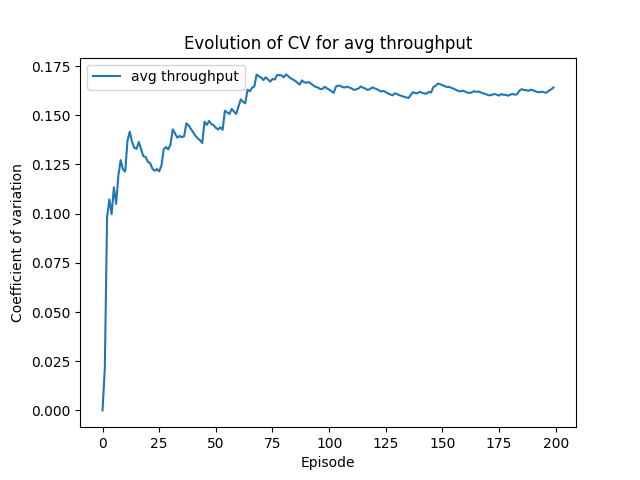 Evolution of CV for avg throughput
avg throughput
Coefficient of variation
0.175
0.150
0.125
0.100
0.075
0.050
0.025
0.000
0 25 50 75 100 125 150 175 200
Episode